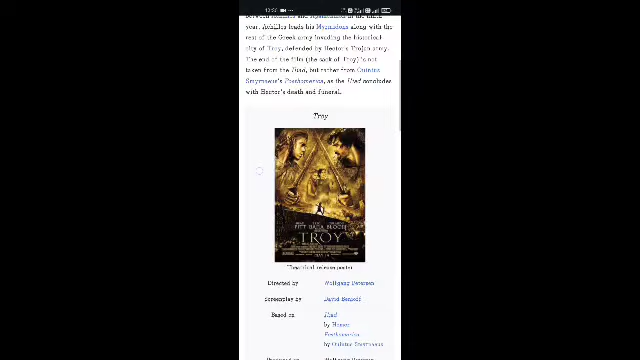 year. Achilles leads his Myrmidons along with the
rest of the Greek army invading the historical
city of Troy, defended by Hector's Trojan army.
The end of the film (the sack of Troy) is not
taken from the Iliad, but rather from Quintus
Smyrnaeus's Posthomerica, as the Iliad concludes
with Hector's death and funeral.
Troy
PITT BANA BLOOM
TROY
Theatrical release poster
Directed by Wolfgang Petersen
Screenplay by David Benioff
Based on Iliad
by Homer
Posthomerica
by Quintus Smyrnaeus